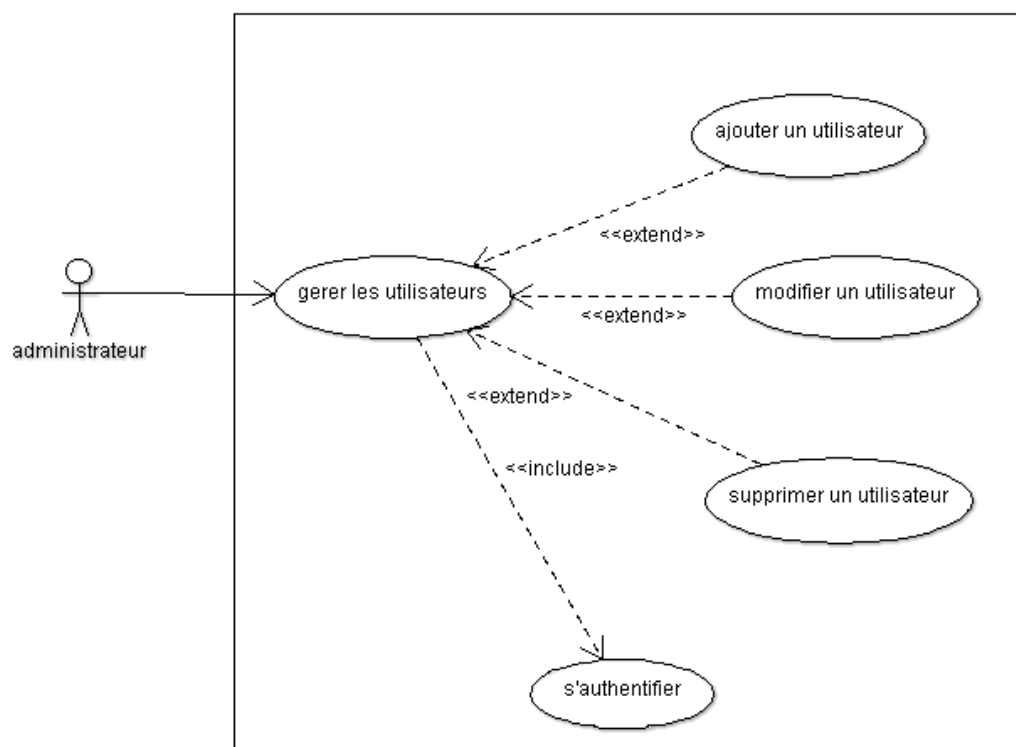 ajouter un utilisateur
<<extend>>
gerer les utilisateurs
modifier un utilisateur
<<extend>>
administrateur
<<extend>>
<<include>>
supprimer un utilisateur
s'authentifier